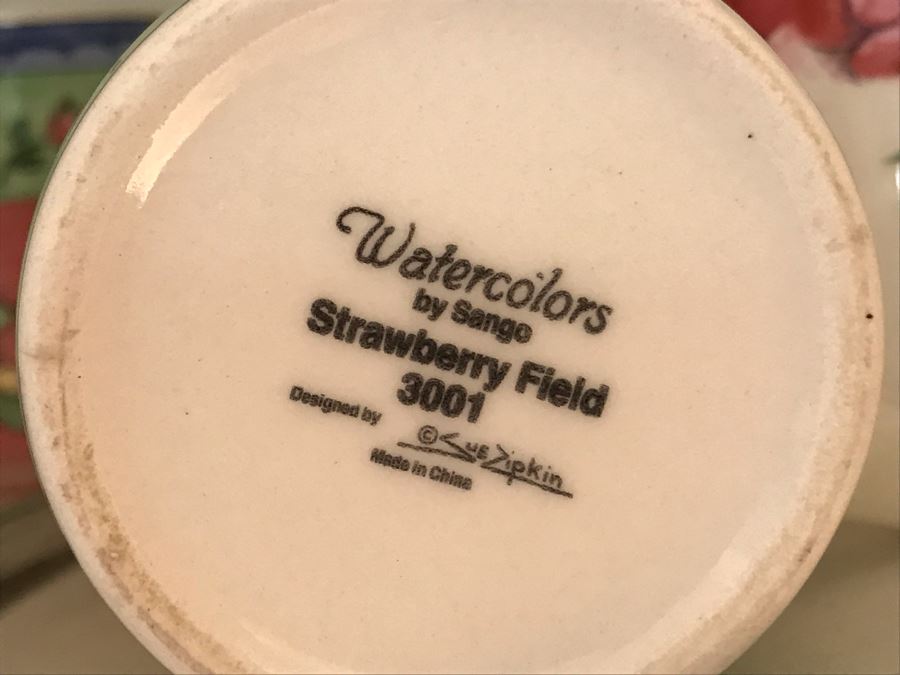 Watercolors
by Sango
Strawberry Field
3001
Designed by © Sue Zipkin
Made in China